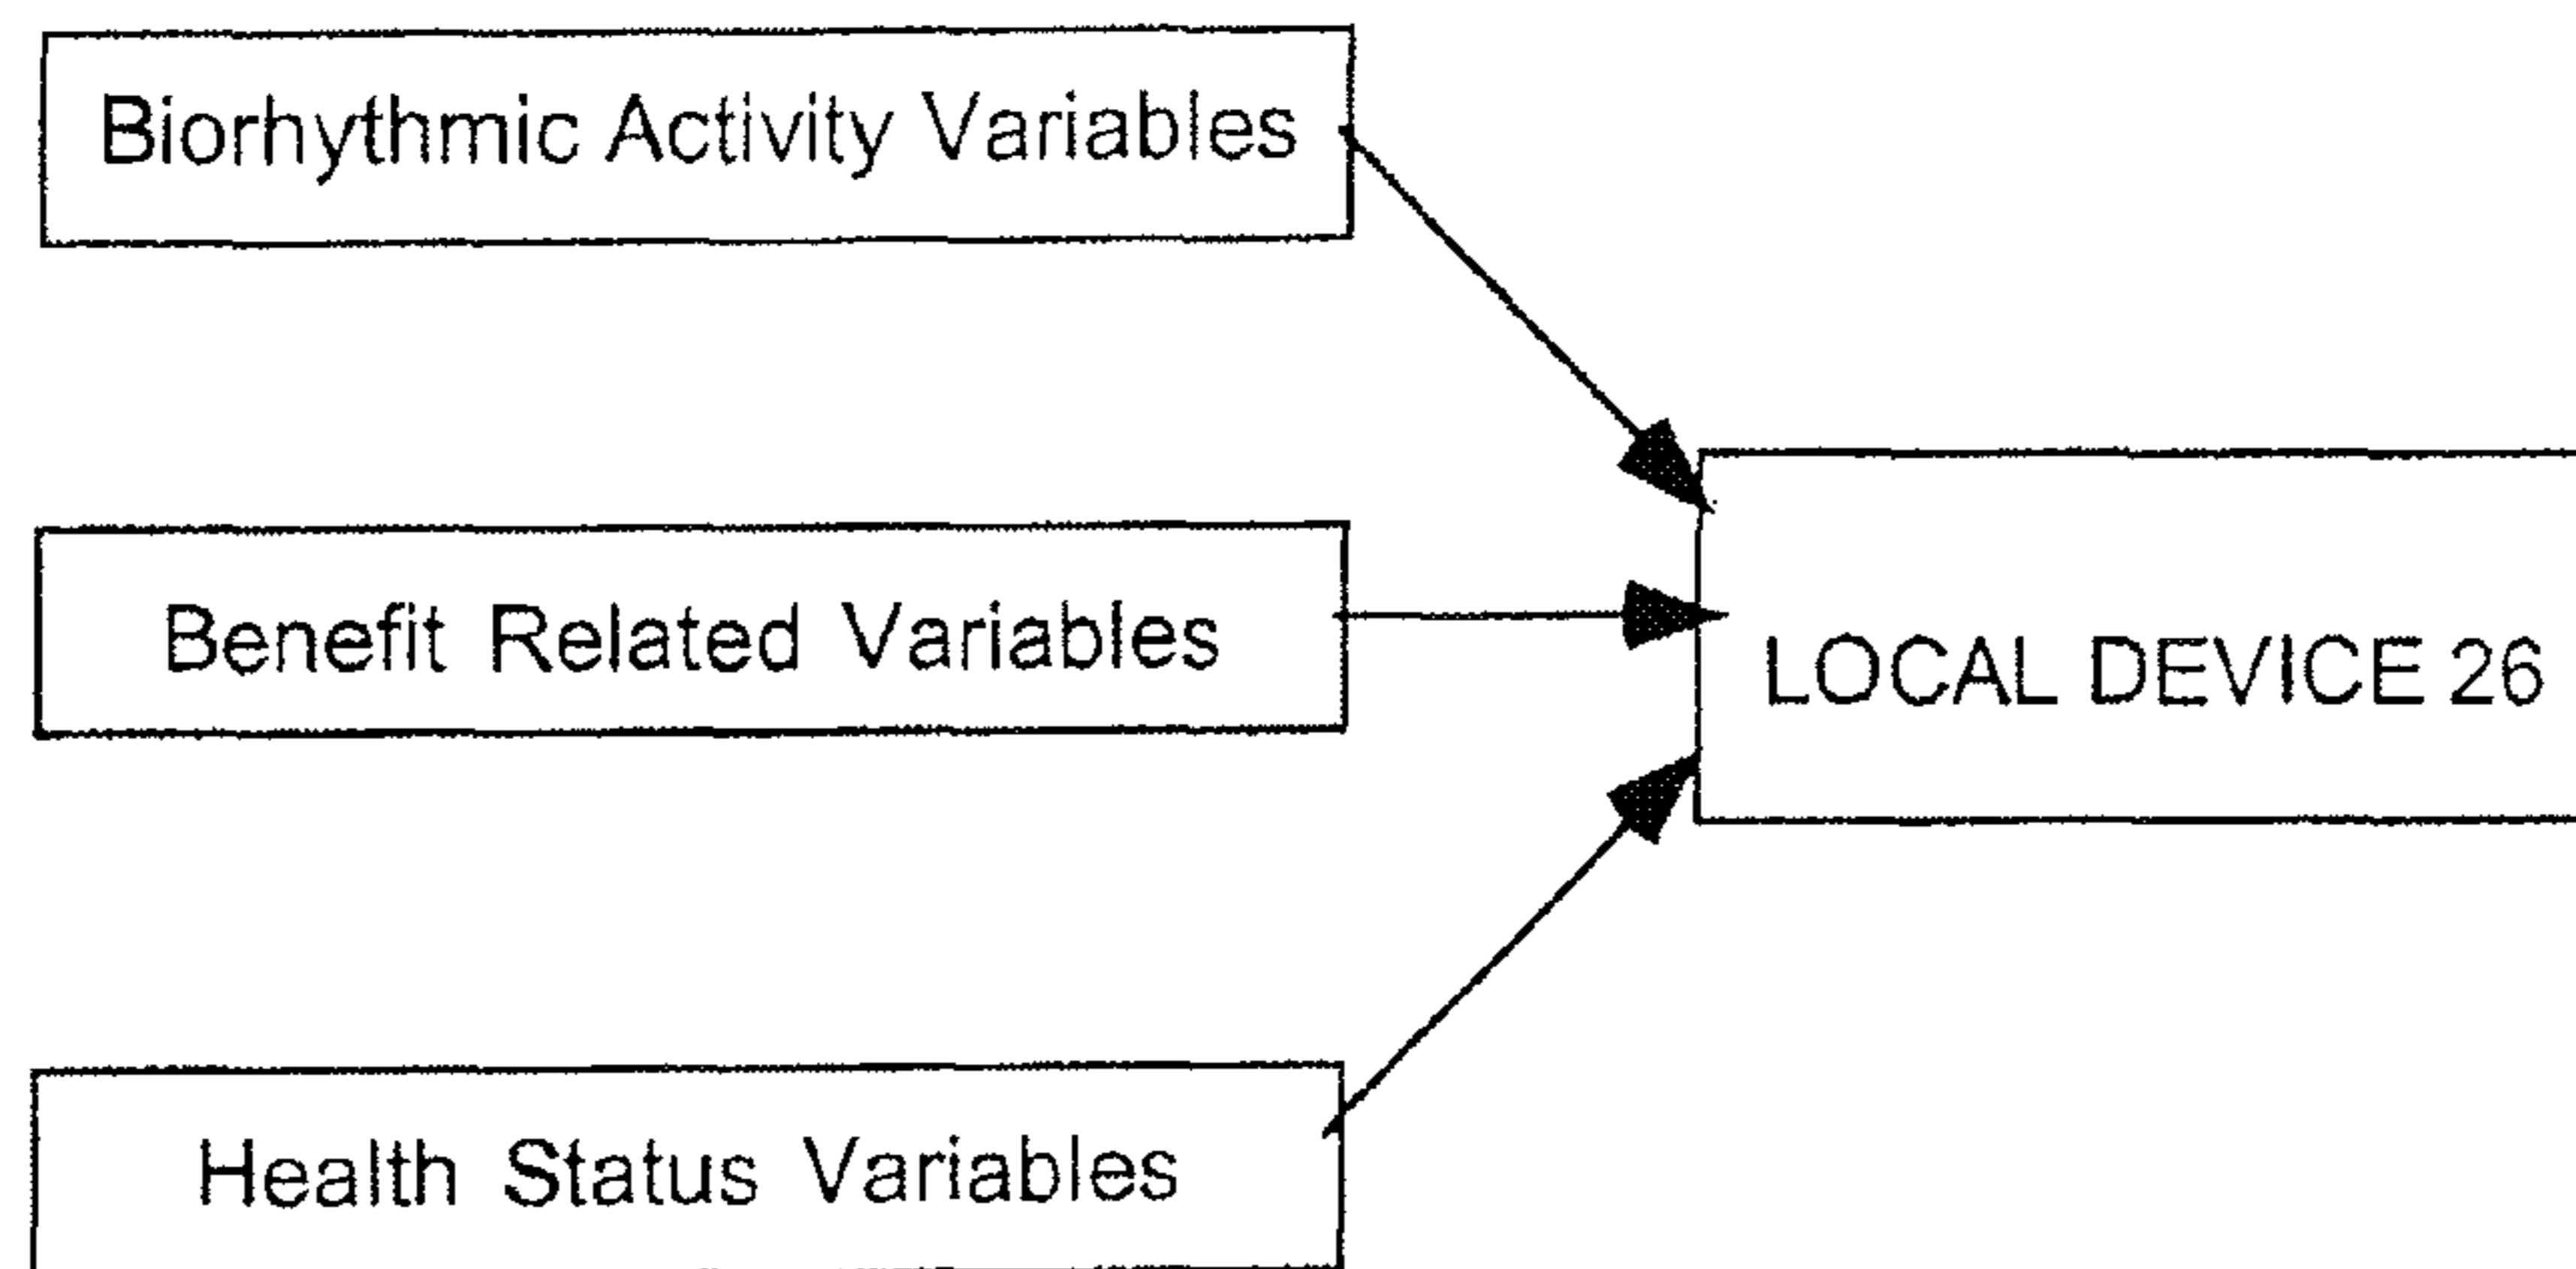 Biorhythmic Activity Variables
Benefit Related Variables
LOCAL DEVICE 26
Health Status Variables